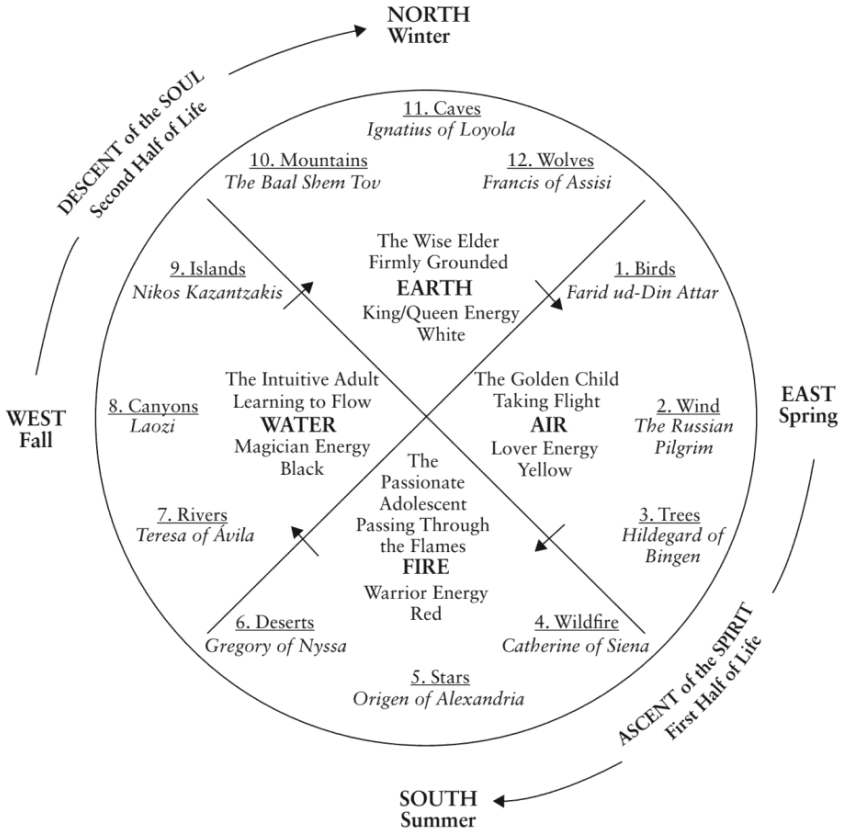 NORTH
Winter
DESCENT of the SOUL
Second Half of Life
11. Caves
Ignatius of Loyola
10. Mountains
The Baal Shem Tov
12. Wolves
Francis of Assisi
The Wise Elder
Firmly Grounded
EARTH
King/Queen Energy
White
9. Islands
Nikos Kazantzakis
1. Birds
Farid ud-Din Attar
WEST
Fall
8. Canyons
Laozi
The Intuitive Adult
Learning to Flow
WATER
Magician Energy
Black
The Golden Child
Taking Flight
AIR
Lover Energy
Yellow
2. Wind
The Russian
Pilgrim
EAST
Spring
The
Passionate
Adolescent
Passing Through
the Flames
FIRE
Warrior Energy
Red
7. Rivers
Teresa of Ávila
3. Trees
Hildegard of
Bingen
6. Deserts
Gregory of Nyssa
4. Wildfire
Catherine of Siena
5. Stars
Origen of Alexandria
ASCENT of the SPIRIT
First Half of Life
SOUTH
Summer